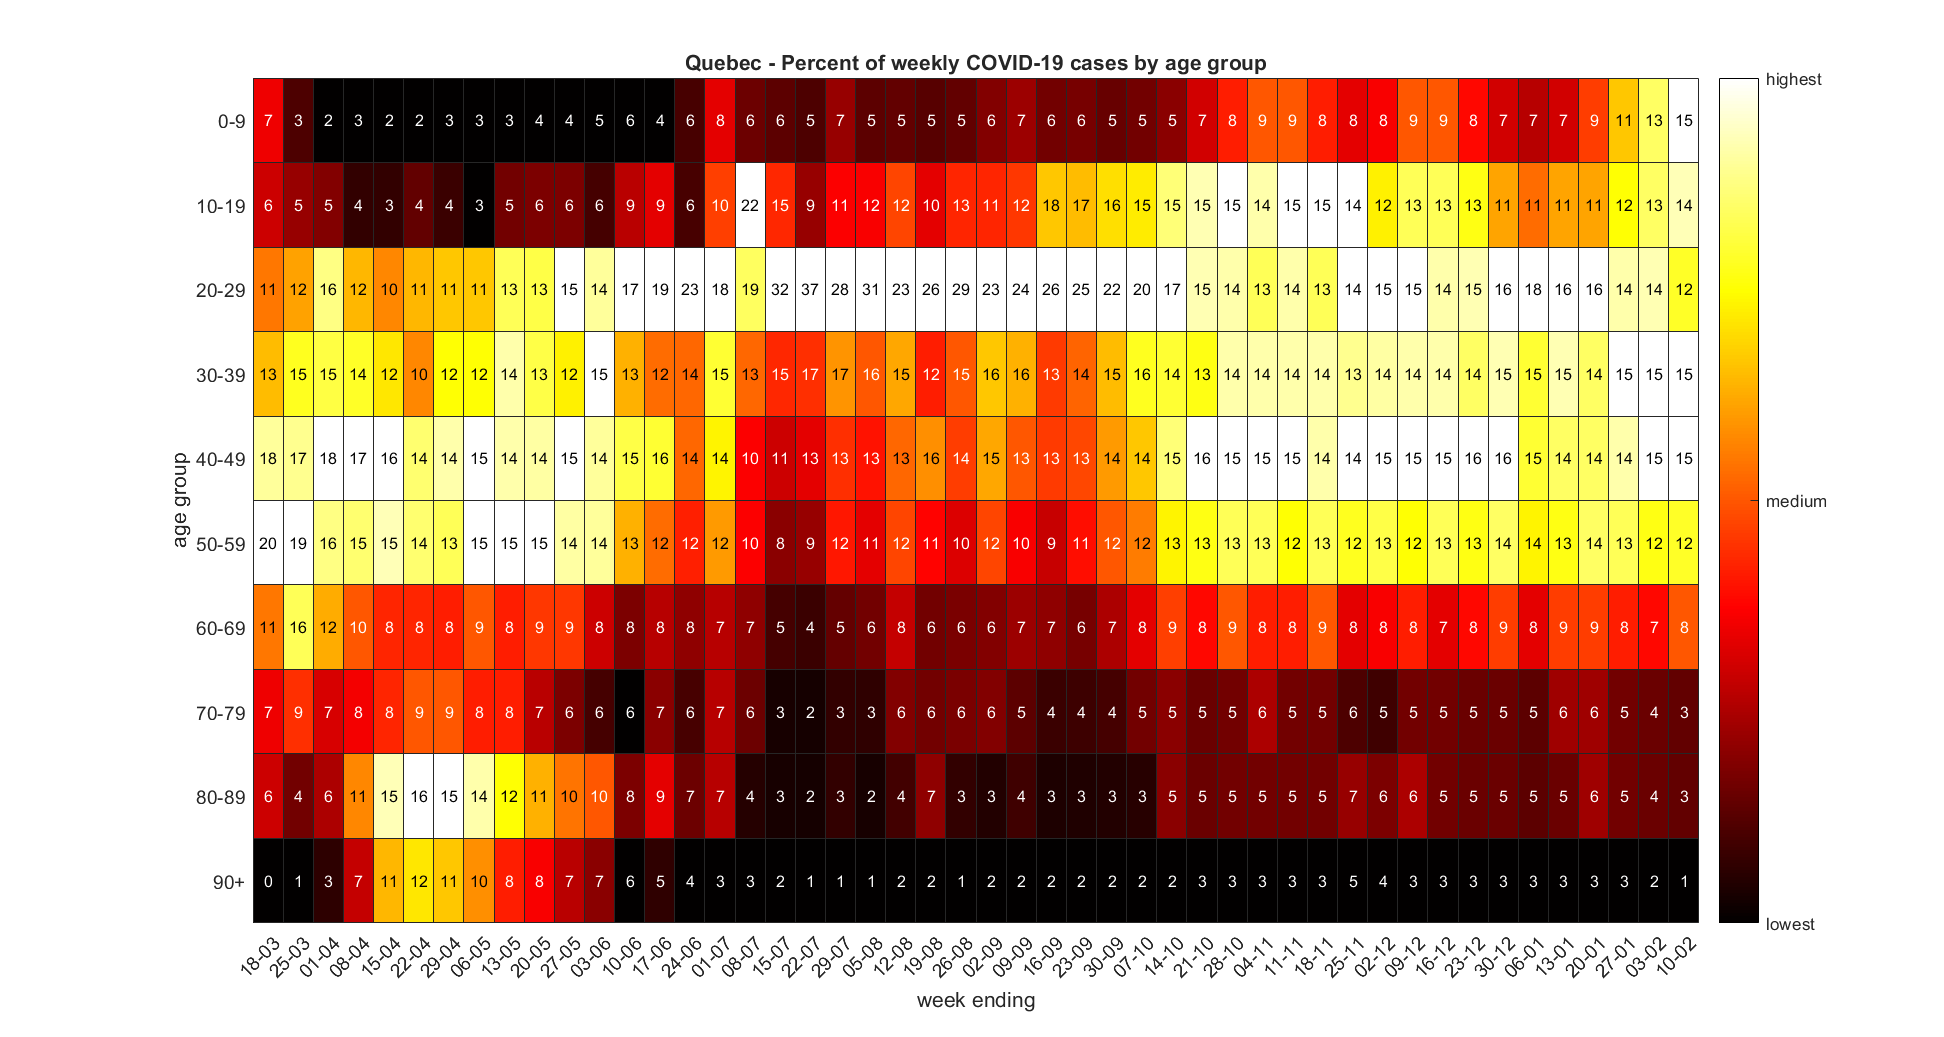 Quebec - Percent of weekly COVID-19 cases by age group
highest
0-9 7 3 2 3 2 2 3 3 3 4 4 5 6 4 6 8 6 6 5 7 5 5 5 5 6 7 6 6 5 5 5 7 8 9 9 8 8 8 9 9 8 7 7 7 9 11 13 15
10-19 6 5 5 4 3 4 4 3 5 6 6 6 9 9 6 10 22 15 9 11 12 12 10 13 11 12 18 17 16 15 15 15 15 14 15 15 14 12 13 13 13 11 11 11 11 12 13 14
20-29 11 12 16 12 10 11 11 11 13 13 15 14 17 19 23 18 19 32 37 28 31 23 26 29 23 24 26 25 22 20 17 15 14 13 14 13 14 15 15 14 15 16 18 16 16 14 14 12
30-39 13 15 15 14 12 10 12 12 14 13 12 15 13 12 14 15 13 15 17 17 16 15 12 15 16 16 13 14 15 16 14 13 14 14 14 14 13 14 14 14 14 15 15 15 14 15 15 15
40-49 18 17 18 17 16 14 14 15 14 14 15 14 15 16 14 14 10 11 13 13 13 13 16 14 15 13 13 13 14 14 15 16 15 15 15 14 14 15 15 15 16 16 15 14 14 14 15 15
medium
50-59 20 19 16 15 15 14 13 15 15 15 14 14 13 12 12 12 10 8 9 12 11 12 11 10 12 10 9 11 12 12 13 13 13 13 12 13 12 13 12 13 13 14 14 13 14 13 12 12
60-69 11 16 12 10 8 8 8 9 8 9 9 8 8 8 8 7 7 5 4 5 6 8 6 6 6 7 7 6 7 8 9 8 9 8 8 9 8 8 8 7 8 9 8 9 9 8 7 8
70-79 7 9 7 8 8 9 9 8 8 7 6 6 6 7 6 7 6 3 2 3 3 6 6 6 6 5 4 4 4 5 5 5 5 6 5 5 6 5 5 5 5 5 5 6 6 5 4 3
80-89 6 4 6 11 15 16 15 14 12 11 10 10 8 9 7 7 4 3 2 3 2 4 7 3 3 4 3 3 3 3 5 5 5 5 5 5 7 6 6 5 5 5 5 5 6 5 4 3
90+ 0 1 3 7 11 12 11 10 8 8 7 7 6 5 4 3 3 2 1 1 1 2 2 1 2 2 2 2 2 2 2 3 3 3 3 3 5 4 3 3 3 3 3 3 3 3 2 1
lowest
age group
18-03 25-03 01-04 08-04 15-04 22-04 29-04 06-05 13-05 20-05 27-05 03-06 10-06 17-06 24-06 01-07 08-07 15-07 22-07 29-07 05-08 12-08 19-08 26-08 02-09 09-09 16-09 23-09 30-09 07-10 14-10 21-10 28-10 04-11 11-11 18-11 25-11 02-12 09-12 16-12 23-12 30-12 06-01 13-01 20-01 27-01 03-02 10-02
week ending